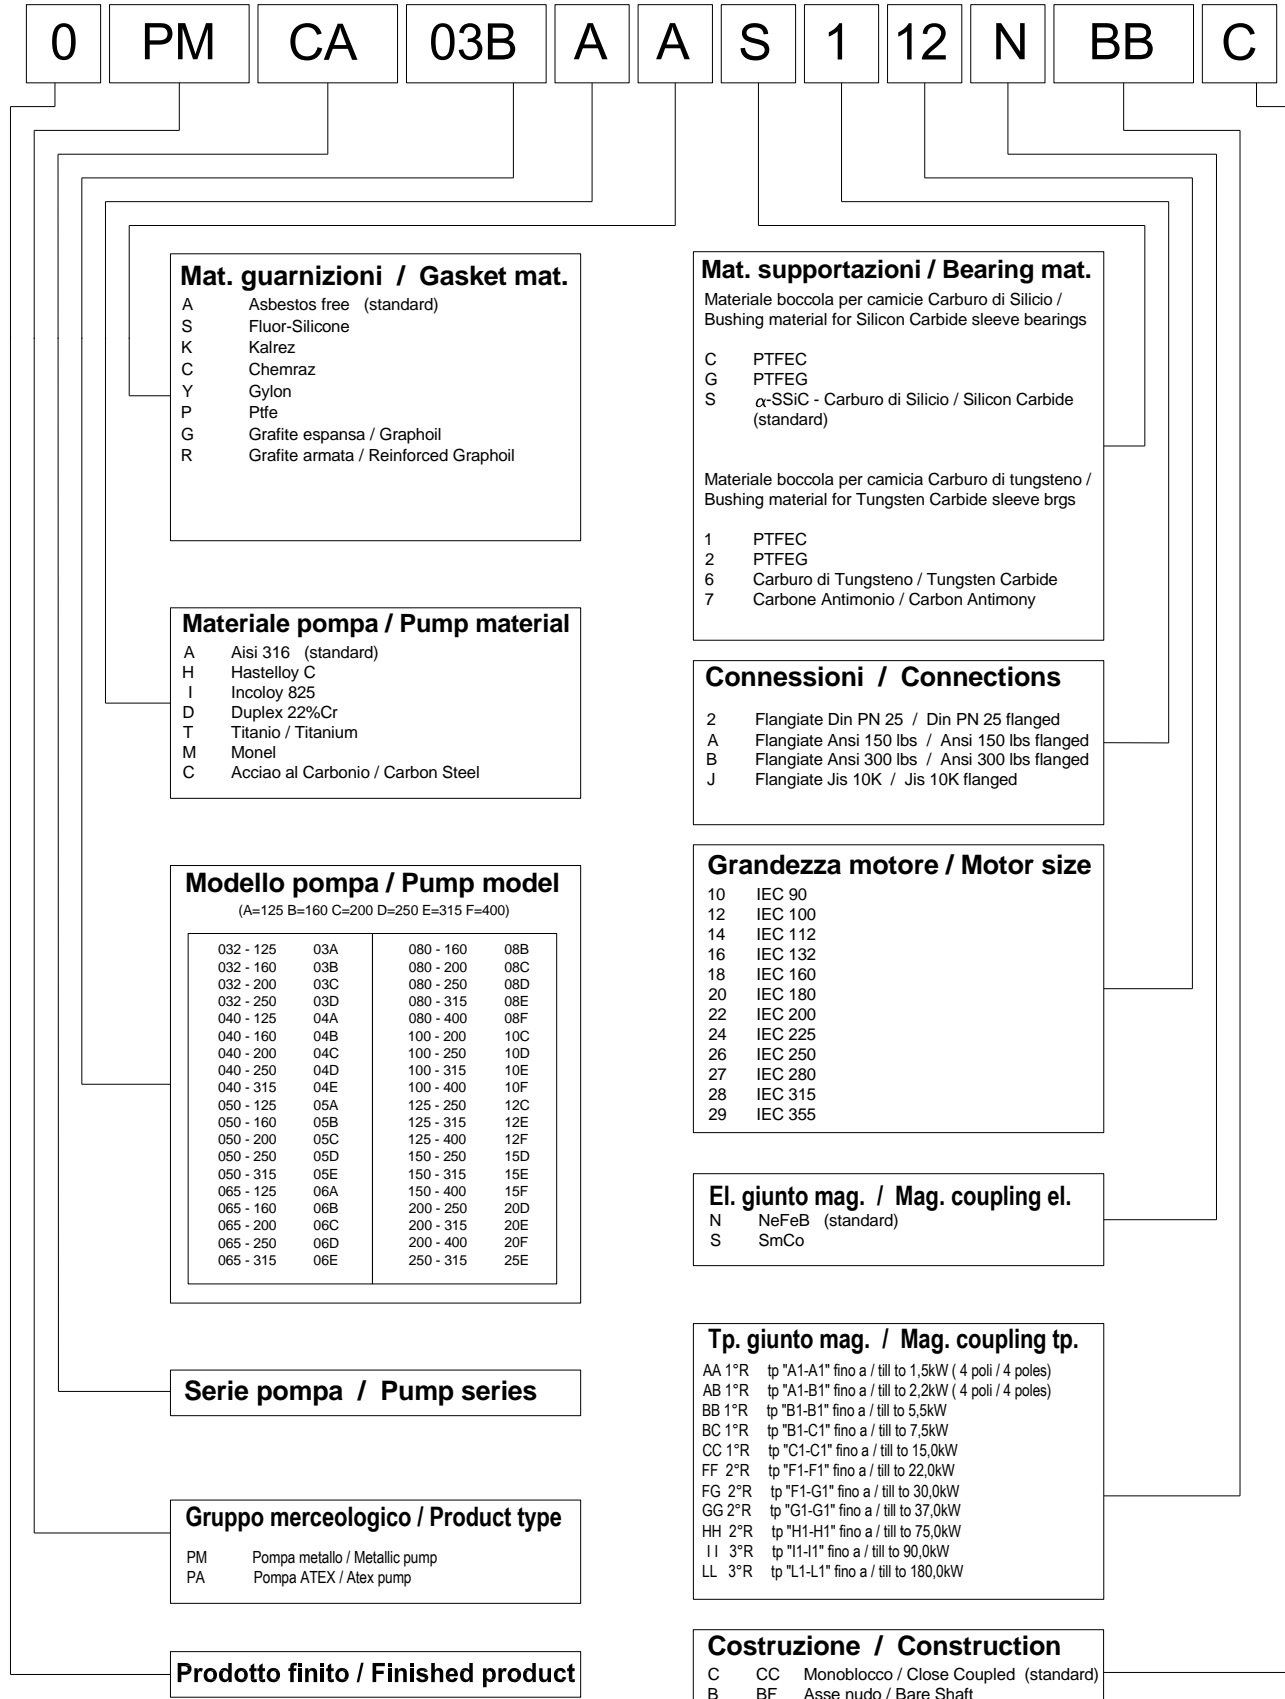 0 PM CA 03B A A S 1 12 N BB C
Mat. guarnizioni / Gasket mat.
A Asbestos free (standard)
S Fluor-Silicone
K Kalrez
C Chemraz
Y Gylon
P Ptfe
G Grafite espansa / Graphoil
R Grafite armata / Reinforced Graphoil
Materiale pompa / Pump material
A Aisi 316 (standard)
H Hastelloy C
I Incoloy 825
D Duplex 22%Cr
T Titanio / Titanium
M Monel
C Acciao al Carbonio / Carbon Steel
Modello pompa / Pump model
(A=125 B=160 C=200 D=250 E=315 F=400)
032 - 125 03A 080 - 160 08B
032 - 160 03B 080 - 200 08C
032 - 200 03C 080 - 250 08D
032 - 250 03D 080 - 315 08E
040 - 125 04A 080 - 400 08F
040 - 160 04B 100 - 200 10C
040 - 200 04C 100 - 250 10D
040 - 250 04D 100 - 315 10E
040 - 315 04E 100 - 400 10F
050 - 125 05A 125 - 250 12C
050 - 160 05B 125 - 315 12E
050 - 200 05C 125 - 400 12F
050 - 250 05D 150 - 250 15D
050 - 315 05E 150 - 315 15E
065 - 125 06A 150 - 400 15F
065 - 160 06B 200 - 250 20D
065 - 200 06C 200 - 315 20E
065 - 250 06D 200 - 400 20F
065 - 315 06E 250 - 315 25E
Serie pompa / Pump series
Gruppo merceologico / Product type
PM Pompa metallo / Metallic pump
PA Pompa ATEX / Atex pump
Prodotto finito / Finished product
Mat. supportazioni / Bearing mat.
Materiale boccola per camicie Carburo di Silicio /
Bushing material for Silicon Carbide sleeve bearings
C PTFEC
G PTFEG
S α-SSiC - Carburo di Silicio / Silicon Carbide
(standard)
Materiale boccola per camicia Carburo di tungsteno /
Bushing material for Tungsten Carbide sleeve brgs
1 PTFEC
2 PTFEG
6 Carburo di Tungsteno / Tungsten Carbide
7 Carbone Antimonio / Carbon Antimony
Connessioni / Connections
2 Flangiate Din PN 25 / Din PN 25 flanged
A Flangiate Ansi 150 lbs / Ansi 150 lbs flanged
B Flangiate Ansi 300 lbs / Ansi 300 lbs flanged
J Flangiate Jis 10K / Jis 10K flanged
Grandezza motore / Motor size
10 IEC 90
12 IEC 100
14 IEC 112
16 IEC 132
18 IEC 160
20 IEC 180
22 IEC 200
24 IEC 225
26 IEC 250
27 IEC 280
28 IEC 315
29 IEC 355
El. giunto mag. / Mag. coupling el.
N NeFeB (standard)
S SmCo
Tp. giunto mag. / Mag. coupling tp.
AA 1°R tp "A1-A1" fino a / till to 1,5kW ( 4 poli / 4 poles)
AB 1°R tp "A1-B1" fino a / till to 2,2kW ( 4 poli / 4 poles)
BB 1°R tp "B1-B1" fino a / till to 5,5kW
BC 1°R tp "B1-C1" fino a / till to 7,5kW
CC 1°R tp "C1-C1" fino a / till to 15,0kW
FF 2°R tp "F1-F1" fino a / till to 22,0kW
FG 2°R tp "F1-G1" fino a / till to 30,0kW
GG 2°R tp "G1-G1" fino a / till to 37,0kW
HH 2°R tp "H1-H1" fino a / till to 75,0kW
I I 3°R tp "I1-I1" fino a / till to 90,0kW
LL 3°R tp "L1-L1" fino a / till to 180,0kW
Costruzione / Construction
C CC Monoblocco / Close Coupled (standard)
B BF Asse nudo / Bare Shaft